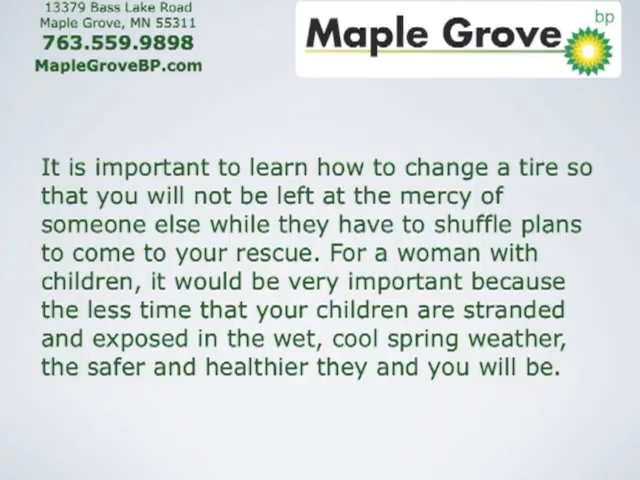 13379 Bass Lake Road
Maple Grove, MN 55311
763.559.9898
MapleGroveBP.com
Maple Grove
bp
It is important to learn how to change a tire so
that you will not be left at the mercy of
someone else while they have to shuffle plans
to come to your rescue. For a woman with
children, it would be very important because
the less time that your children are stranded
and exposed in the wet, cool spring weather,
the safer and healthier they and you will be.